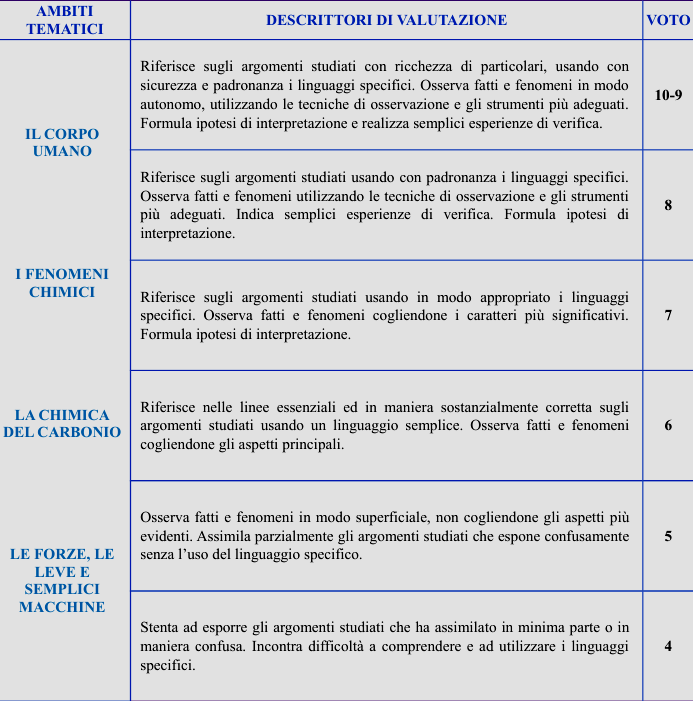 AMBITI
TEMATICI
DESCRITTORI DI VALUTAZIONE
VOTO
IL CORPO
UMANO
I FENOMENI
CHIMICI
LA CHIMICA
DEL CARBONIO
LE FORZE, LE
LEVE E
SEMPLICI
MACCHINE
Riferisce sugli argomenti studiati con ricchezza di particolari, usando con
sicurezza e padronanza i linguaggi specifici. Osserva fatti e fenomeni in modo
autonomo, utilizzando le tecniche di osservazione e gli strumenti più adeguati.
Formula ipotesi di interpretazione e realizza semplici esperienze di verifica.
10-9
Riferisce sugli argomenti studiati usando con padronanza i linguaggi specifici.
Osserva fatti e fenomeni utilizzando le tecniche di osservazione e gli strumenti
più adeguati. Indica semplici esperienze di verifica. Formula ipotesi di
interpretazione.
8
Riferisce sugli argomenti studiati usando in modo appropriato i linguaggi
specifici. Osserva fatti e fenomeni cogliendone i caratteri più significativi.
Formula ipotesi di interpretazione.
7
Riferisce nelle linee essenziali ed in maniera sostanzialmente corretta sugli
argomenti studiati usando un linguaggio semplice. Osserva fatti e fenomeni
cogliendone gli aspetti principali.
6
Osserva fatti e fenomeni in modo superficiale, non cogliendone gli aspetti più
evidenti. Assimila parzialmente gli argomenti studiati che espone confusamente
senza l’uso del linguaggio specifico.
5
Stenta ad esporre gli argomenti studiati che ha assimilato in minima parte o in
maniera confusa. Incontra difficoltà a comprendere e ad utilizzare i linguaggi
specifici.
4